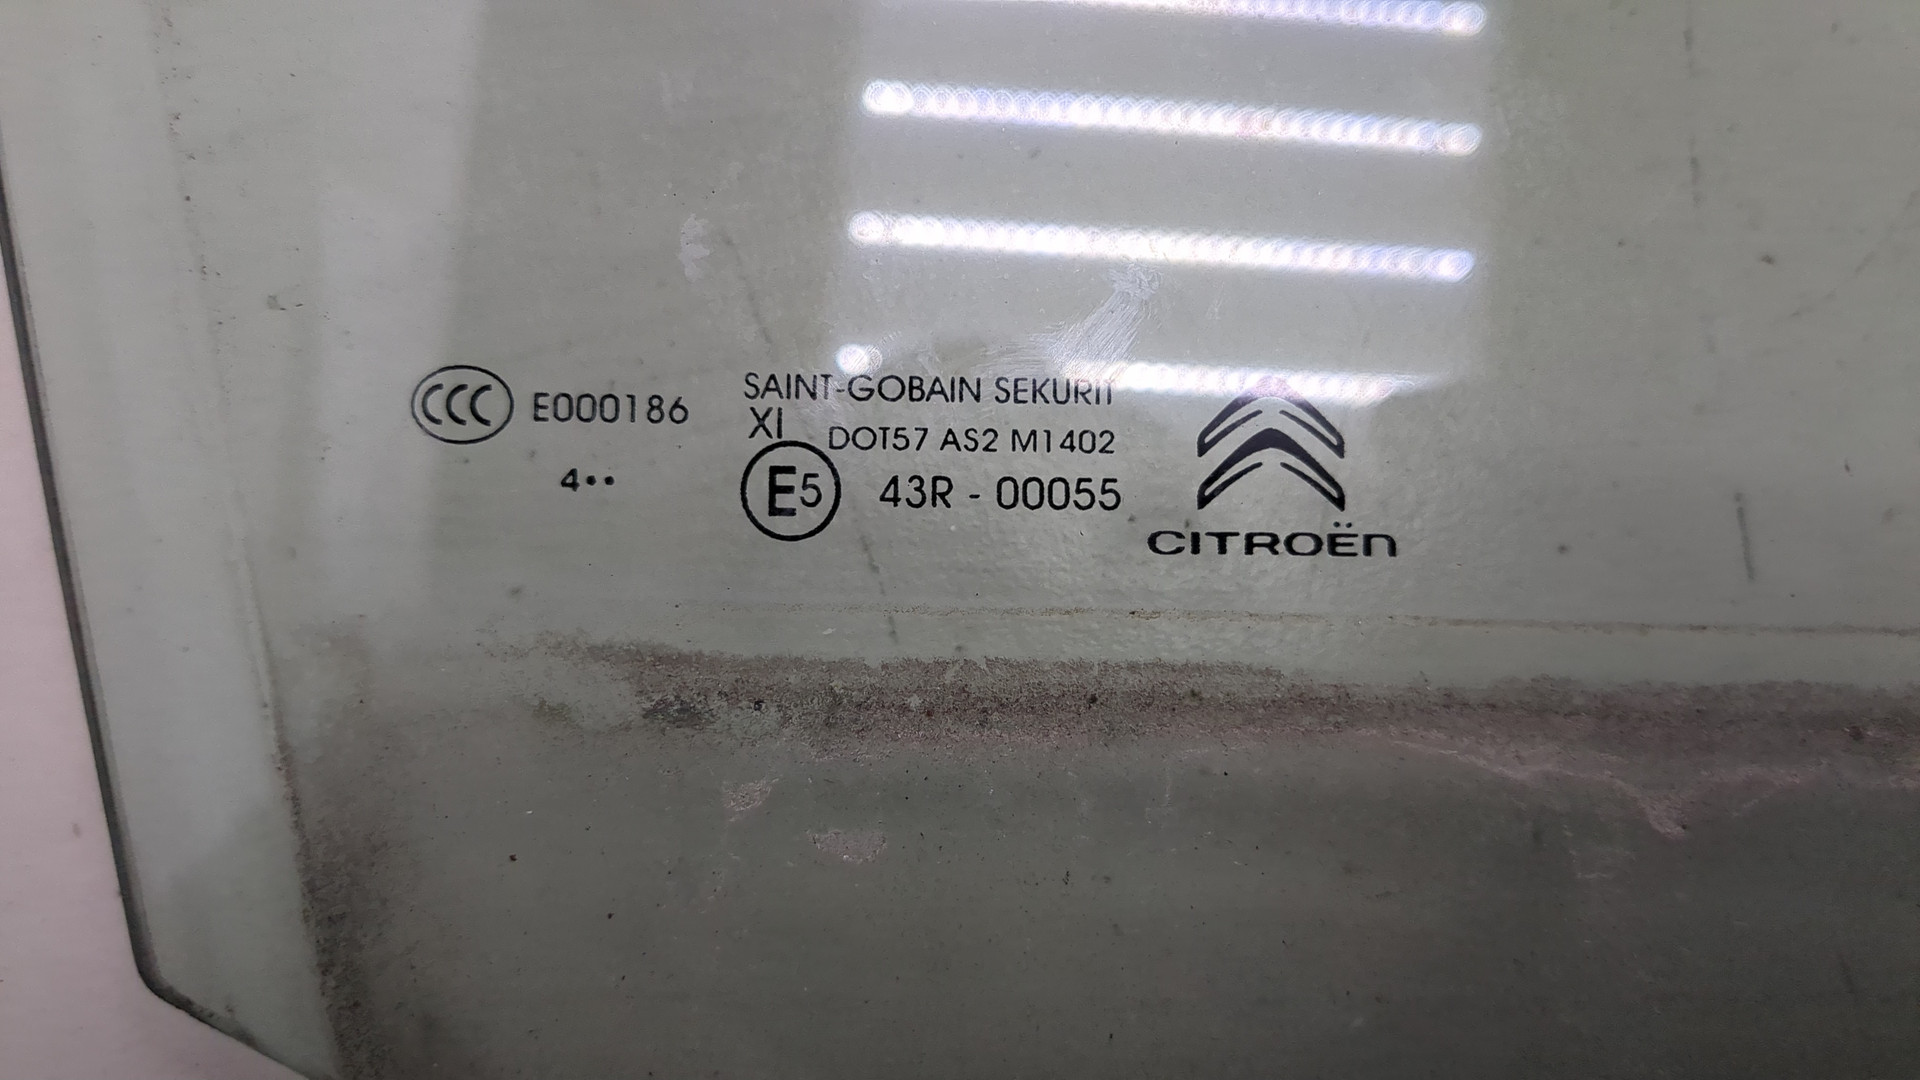 CCC E000186
4••
SAINT-GOBAIN SEKURIT
XI DOT57 AS2 M1402
E5 43R - 00055
CITROËN